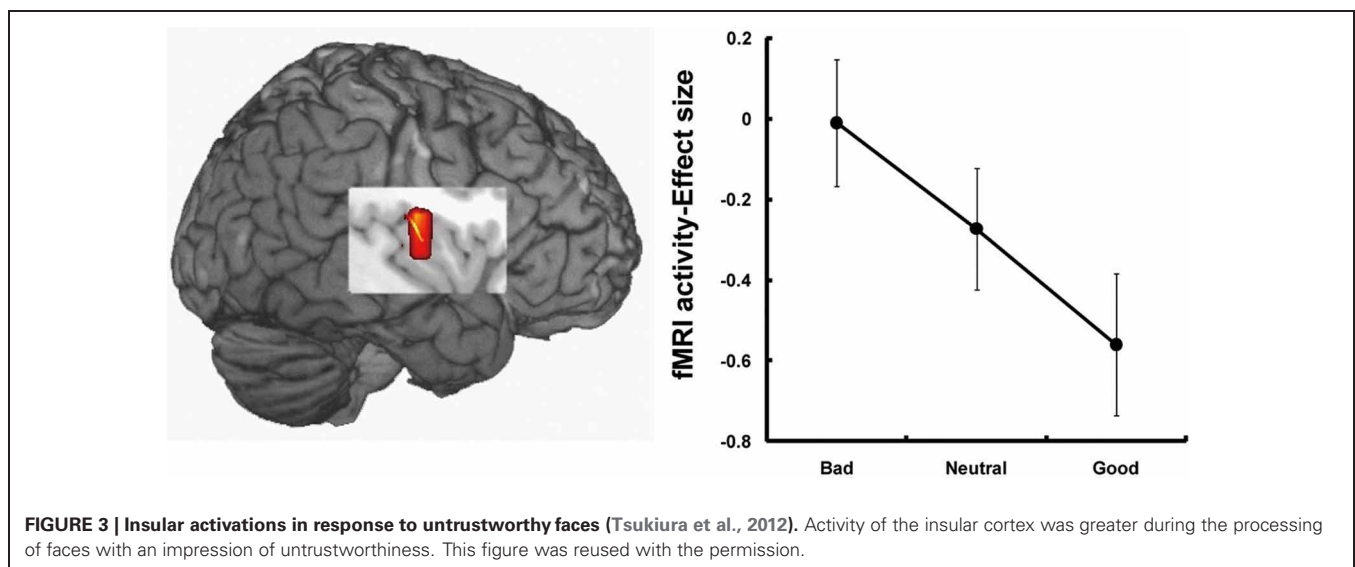 fMRI activity-Effect size
0.2
0
-0.2
-0.4
-0.6
-0.8
Bad Neutral Good
FIGURE 3 | Insular activations in response to untrustworthy faces (Tsukiura et al., 2012). Activity of the insular cortex was greater during the processing
of faces with an impression of untrustworthiness. This figure was reused with the permission.